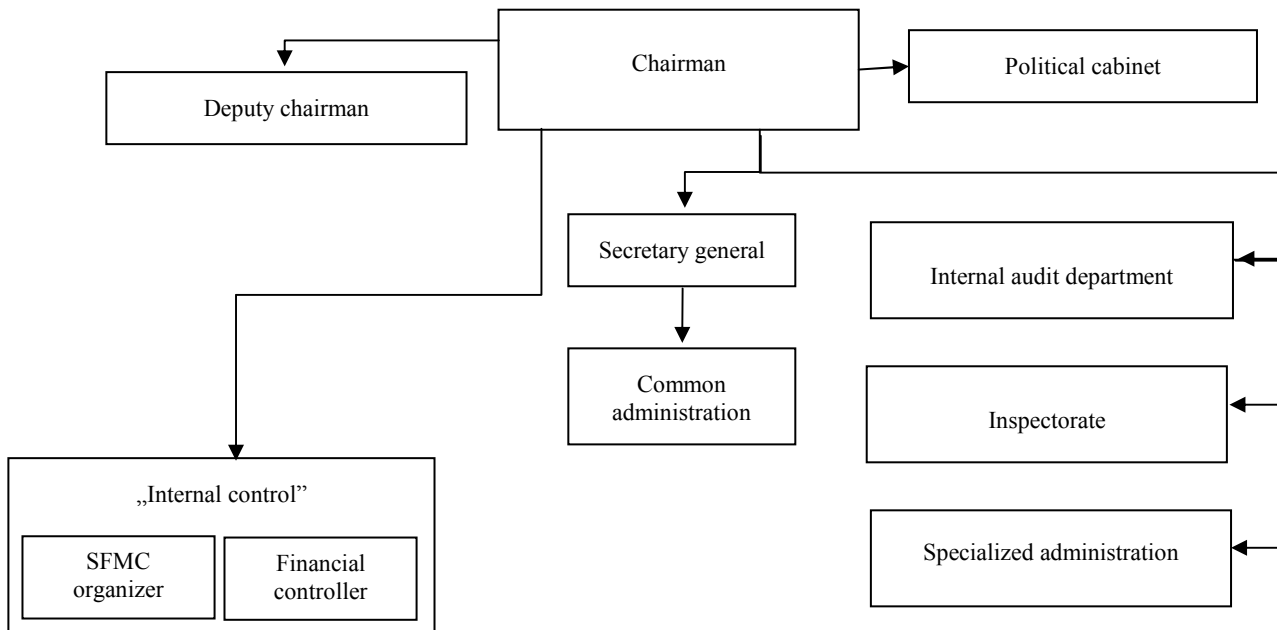 Chairman
Political cabinet
Deputy chairman
Secretary general
Internal audit department
Common
administration
Inspectorate
„Internal control”
SFMC
organizer
Financial
controller
Specialized administration